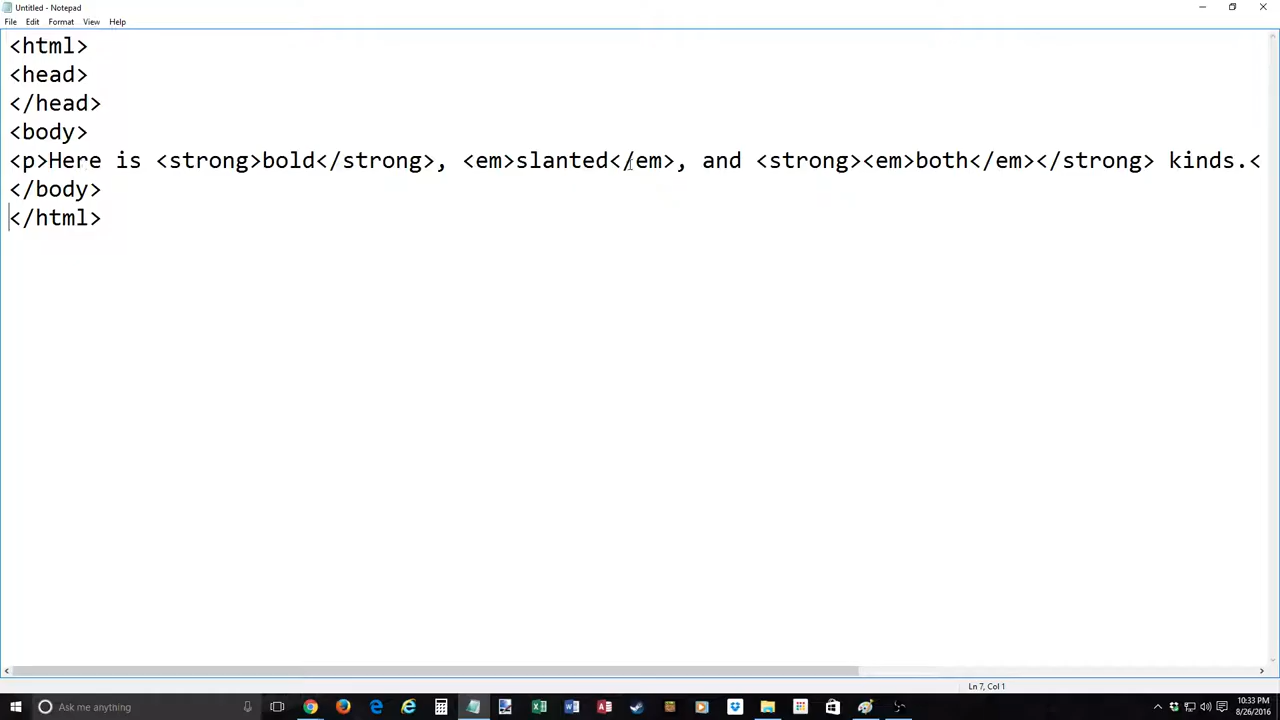 Untitled - Notepad
File Edit Format View Help
<html>
<head>
</head>
<body>
<p>Here is <strong>bold</strong>, <em>slanted</em>, and <strong><em>both</em></strong> kinds.<
</body>
</html>
Ln 7, Col 1
Ask me anything
10:33 PM
8/26/2016